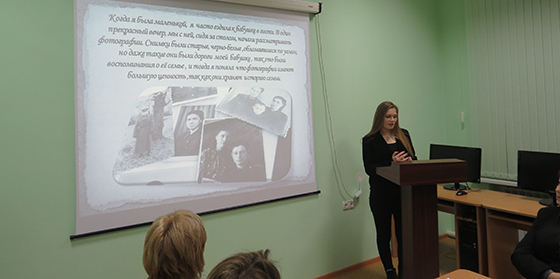 Когда я была маленькой, я часто ездила к Бабушке в гости. В один
прекрасный вечер, мы с ней, сидя за столом, начали рассматривать
фотографии. Снимки были старые, черно-белые, обломавшиеся по углам,
но даже такие они были дороги моей Бабушке, так, это были
воспоминания о её семье, и тогда я поняла что фотографии имеют
большую ценность, так как они хранят историю семьи.